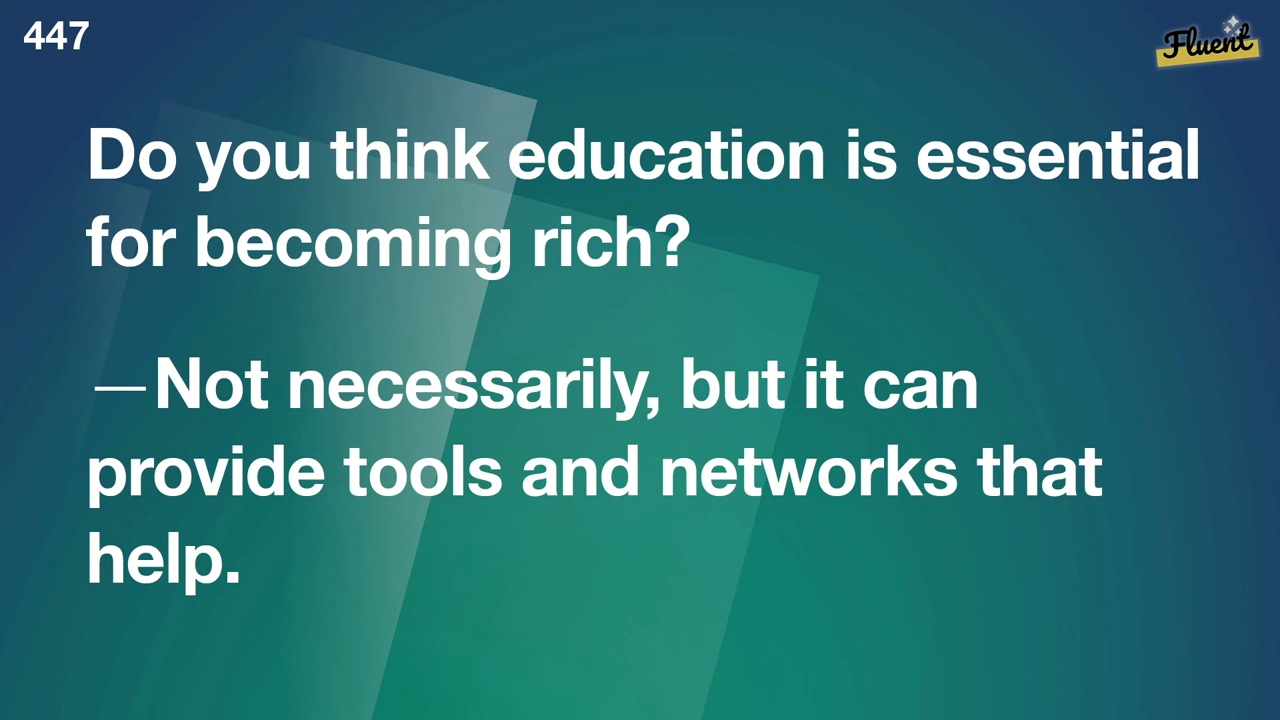 447
Fluent
Do you think education is essential
for becoming rich?
—Not necessarily, but it can
provide tools and networks that
help.